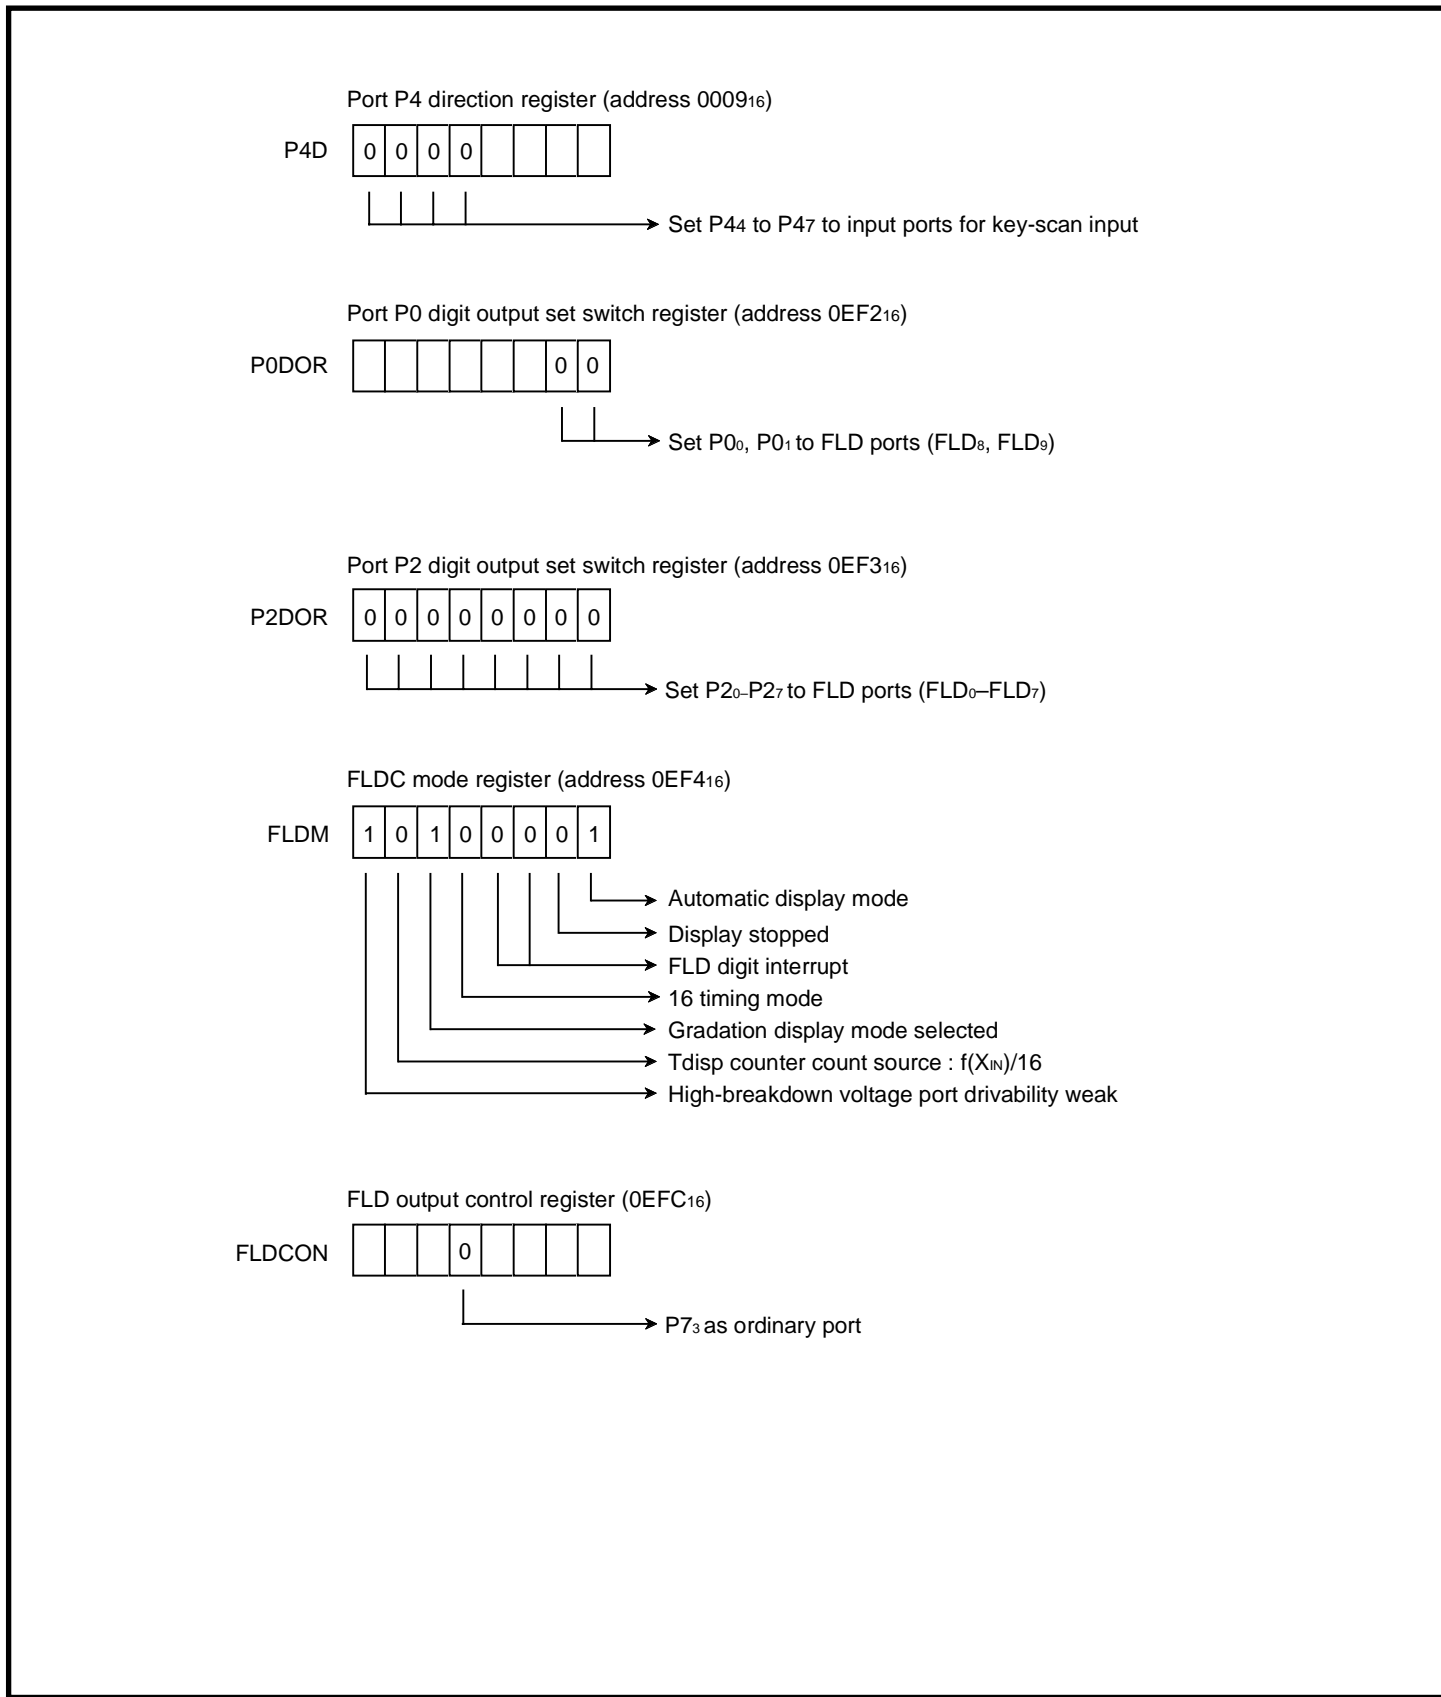 Port P4 direction register (address 0009₁₆)
P4D 0 0 0 0
Set P4₄ to P4₇ to input ports for key-scan input
Port P0 digit output set switch register (address 0EF2₁₆)
P0DOR 0 0
Set P0₀, P0₁ to FLD ports (FLD₈, FLD₉)
Port P2 digit output set switch register (address 0EF3₁₆)
P2DOR 0 0 0 0 0 0 0 0
Set P2₀–P2₇ to FLD ports (FLD₀–FLD₇)
FLDC mode register (address 0EF4₁₆)
FLDM 1 0 1 0 0 0 0 1
Automatic display mode
Display stopped
FLD digit interrupt
16 timing mode
Gradation display mode selected
Tdisp counter count source : f(XIN)/16
High-breakdown voltage port drivability weak
FLD output control register (0EFC₁₆)
FLDCON 0
P7₃ as ordinary port